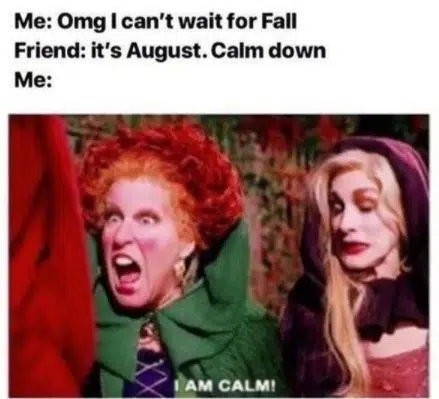 Me: Omg I can't wait for Fall
Friend: it's August. Calm down
Me:
I AM CALM!